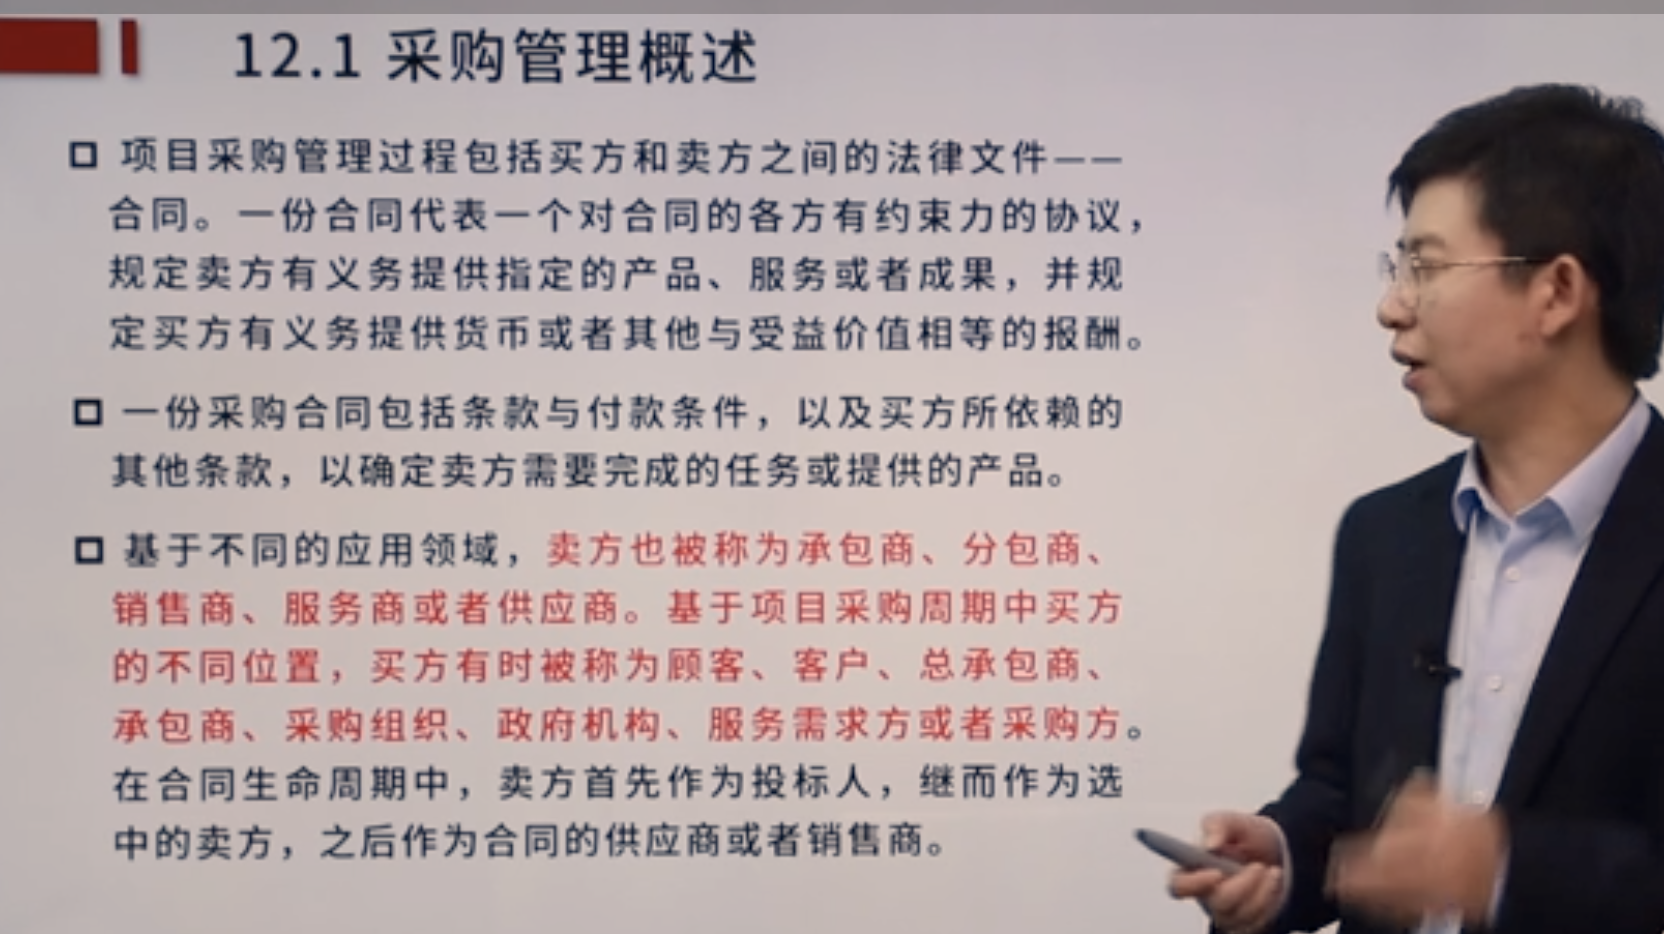 12.1 采购管理概述
项目采购管理过程包括买方和卖方之间的法律文件——
合同。一份合同代表一个对合同的各方有约束力的协议，
规定卖方有义务提供指定的产品、服务或者成果，并规
定买方有义务提供货币或者其他与受益价值相等的报酬。
一份采购合同包括条款与付款条件，以及买方所依赖的
其他条款，以确定卖方需要完成的任务或提供的产品。
基于不同的应用领域，卖方也被称为承包商、分包商、
销售商、服务商或者供应商。基于项目采购周期中买方
的不同位置，买方有时被称为顾客、客户、总承包商、
承包商、采购组织、政府机构、服务需求方或者采购方。
在合同生命周期中，卖方首先作为投标人，继而作为选
中的卖方，之后作为合同的供应商或者销售商。